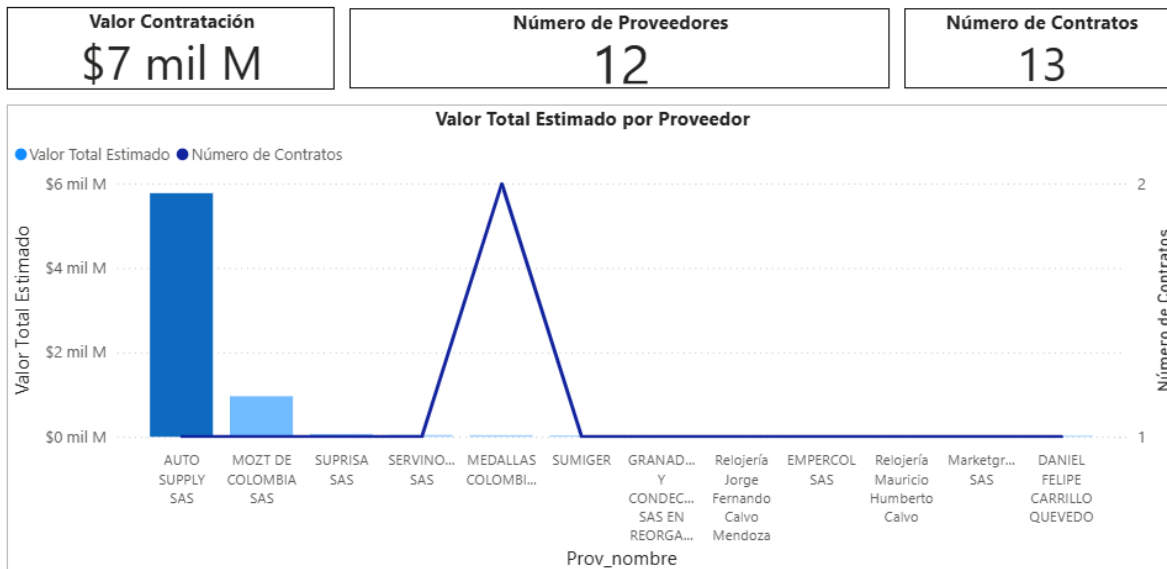 Valor Contratación
$7 mil M
Número de Proveedores
12
Número de Contratos
13
Valor Total Estimado por Proveedor
Valor Total Estimado
Número de Contratos
$6 mil M
$4 mil M
$2 mil M
$0 mil M
Valor Total Estimado
2
1
Número de Contratos
AUTO
SUPPLY
SAS
MOZT DE
COLOMBIA
SAS
SUPRISA
SAS
SERVINO...
SAS
MEDALLAS
COLOMBI...
SUMIGER
GRANAD...
Y
CONDEC...
SAS EN
REORGA...
Relojería
Jorge
Fernando
Calvo
Mendoza
EMPERCOL
SAS
Relojería
Mauricio
Humberto
Calvo
Marketgr...
SAS
DANIEL
FELIPE
CARRILLO
QUEVEDO
Prov_nombre